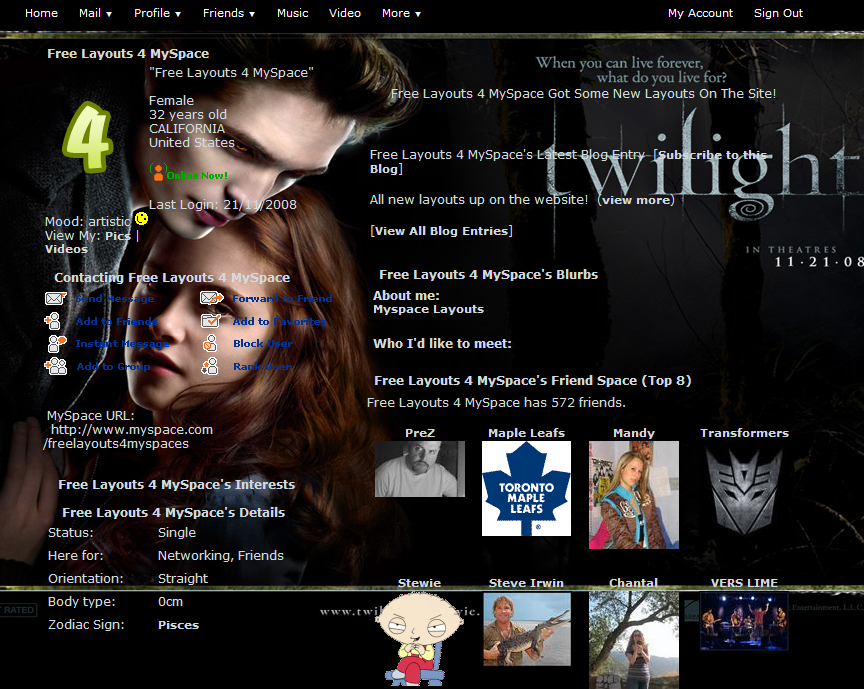 Home Mail ▼ Profile ▼ Friends ▼ Music Video More ▼ My Account Sign Out
Free Layouts 4 MySpace
"Free Layouts 4 MySpace"
4
Female
32 years old
CALIFORNIA
United States
Online Now!
Last Login: 21/11/2008
Mood: artistic
View My: Pics |
Videos
Contacting Free Layouts 4 MySpace
Send Message Forward to Friend
Add to Friends Add to Favorites
Instant Message Block User
Add to Group Rank User
MySpace URL:
http://www.myspace.com
/freelayouts4myspaces
Free Layouts 4 MySpace's Interests
Free Layouts 4 MySpace's Details
Status: Single
Here for: Networking, Friends
Orientation: Straight
Body type: 0cm
Zodiac Sign: Pisces
When you can live forever,
what do you live for?
Free Layouts 4 MySpace Got Some New Layouts On The Site!
twilight
Free Layouts 4 MySpace's Latest Blog Entry [Subscribe to this
Blog]
All new layouts up on the website! (view more)
[View All Blog Entries]
IN THEATRES
11·21·08
Free Layouts 4 MySpace's Blurbs
About me:
Myspace Layouts
Who I'd like to meet:
Free Layouts 4 MySpace's Friend Space (Top 8)
Free Layouts 4 MySpace has 572 friends.
PreZ Maple Leafs Mandy Transformers
TORONTO
MAPLE
LEAFS
®
Stewie Steve Irwin Chantal VERS LIME
RATED